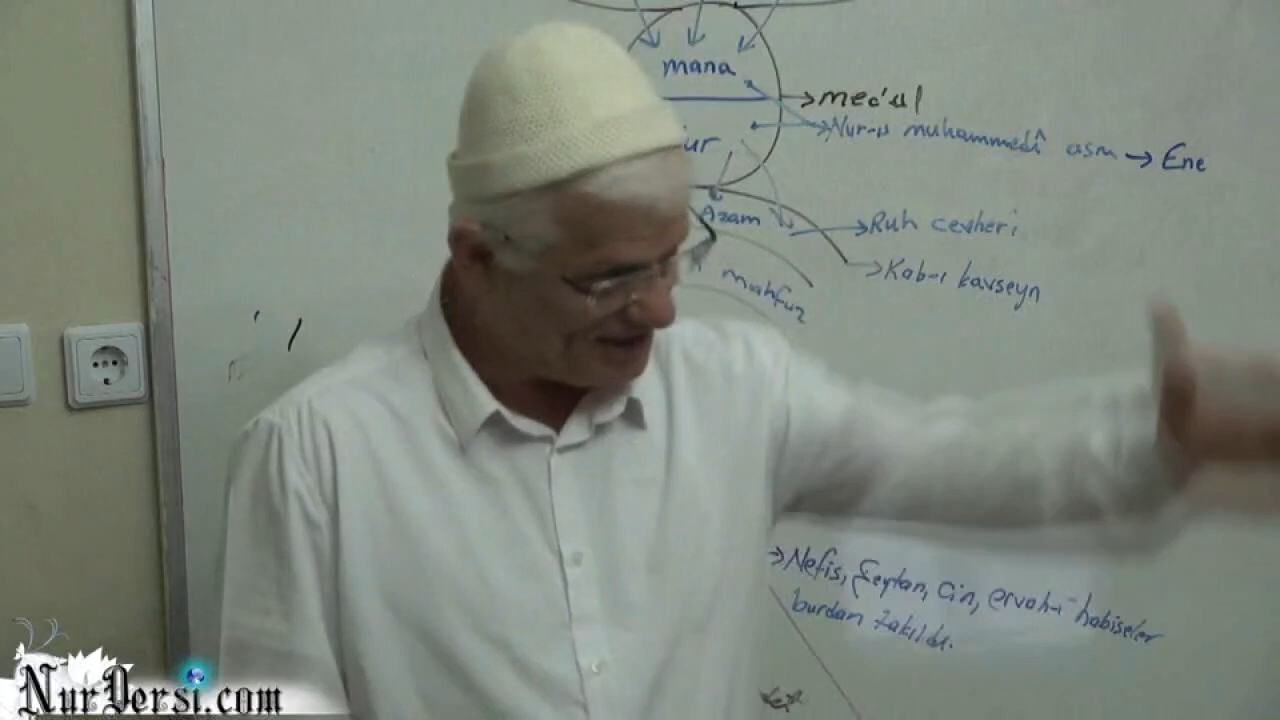 mana
mec'ul
Nur-u muhammedî asm → Ene
ur
Azam
Ruh cevheri
Kab-ı kavseyn
mahfuz
→ Nefis, Şeytan, Cin, ervah-ı habiseler
burdan takıldı.
NurDersi.com